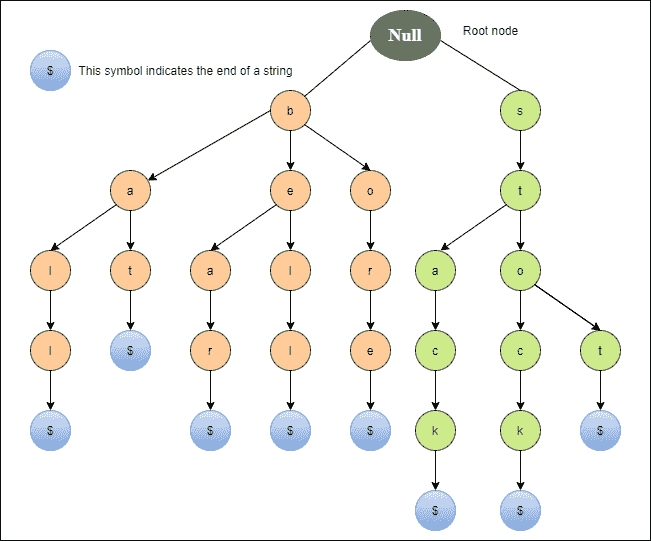 Null
Root node
$ This symbol indicates the end of a string
b s
a e o t
l t a l r a o
l $ r l e c c t
$ $ $ $ k k $
$ $